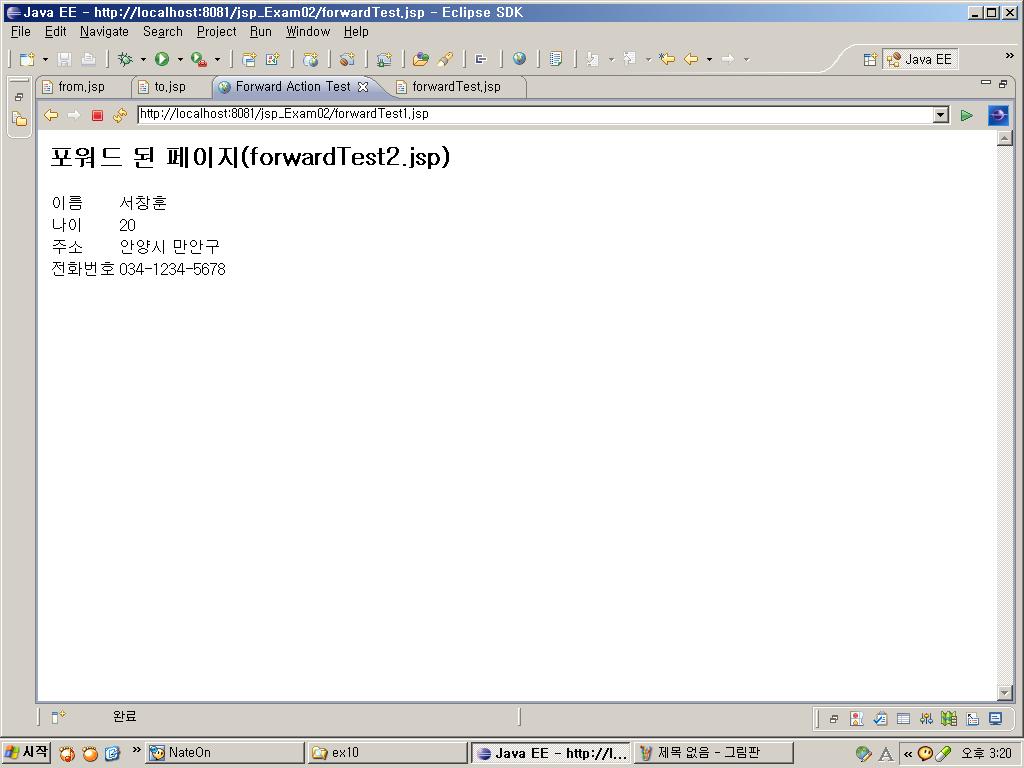 Java EE - http://localhost:8081/jsp_Exam02/forwardTest.jsp - Eclipse SDK
File Edit Navigate Search Project Run Window Help
Java EE
from.jsp to.jsp Forward Action Test forwardTest.jsp
http://localhost:8081/jsp_Exam02/forwardTest1.jsp
포워드 된 페이지(forwardTest2.jsp)
이름 서창훈
나이 20
주소 안양시 만안구
전화번호 034-1234-5678
완료
시작 NateOn ex10 Java EE - http://l... 제목 없음 - 그림판 A 오후 3:20